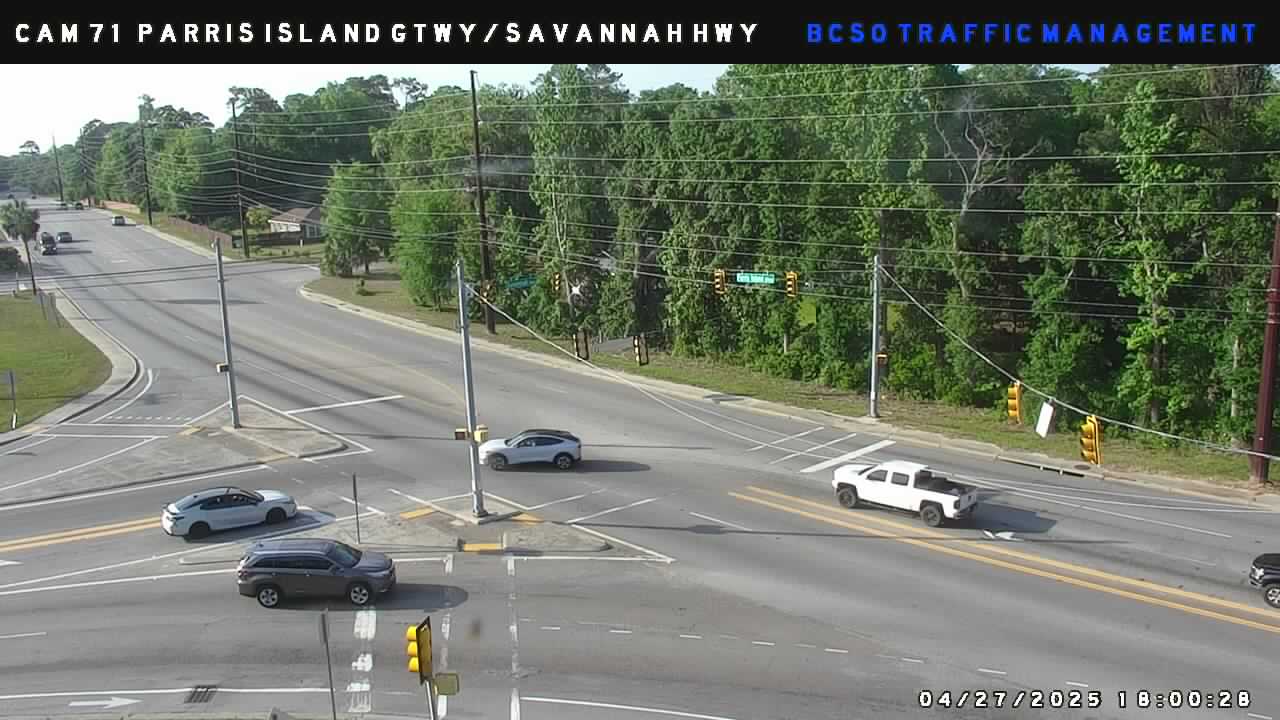 CAM 71 PARRIS ISLAND GTWY/SAVANNAH HWY
BCSO TRAFFIC MANAGEMENT
04/27/2025 18:00:28